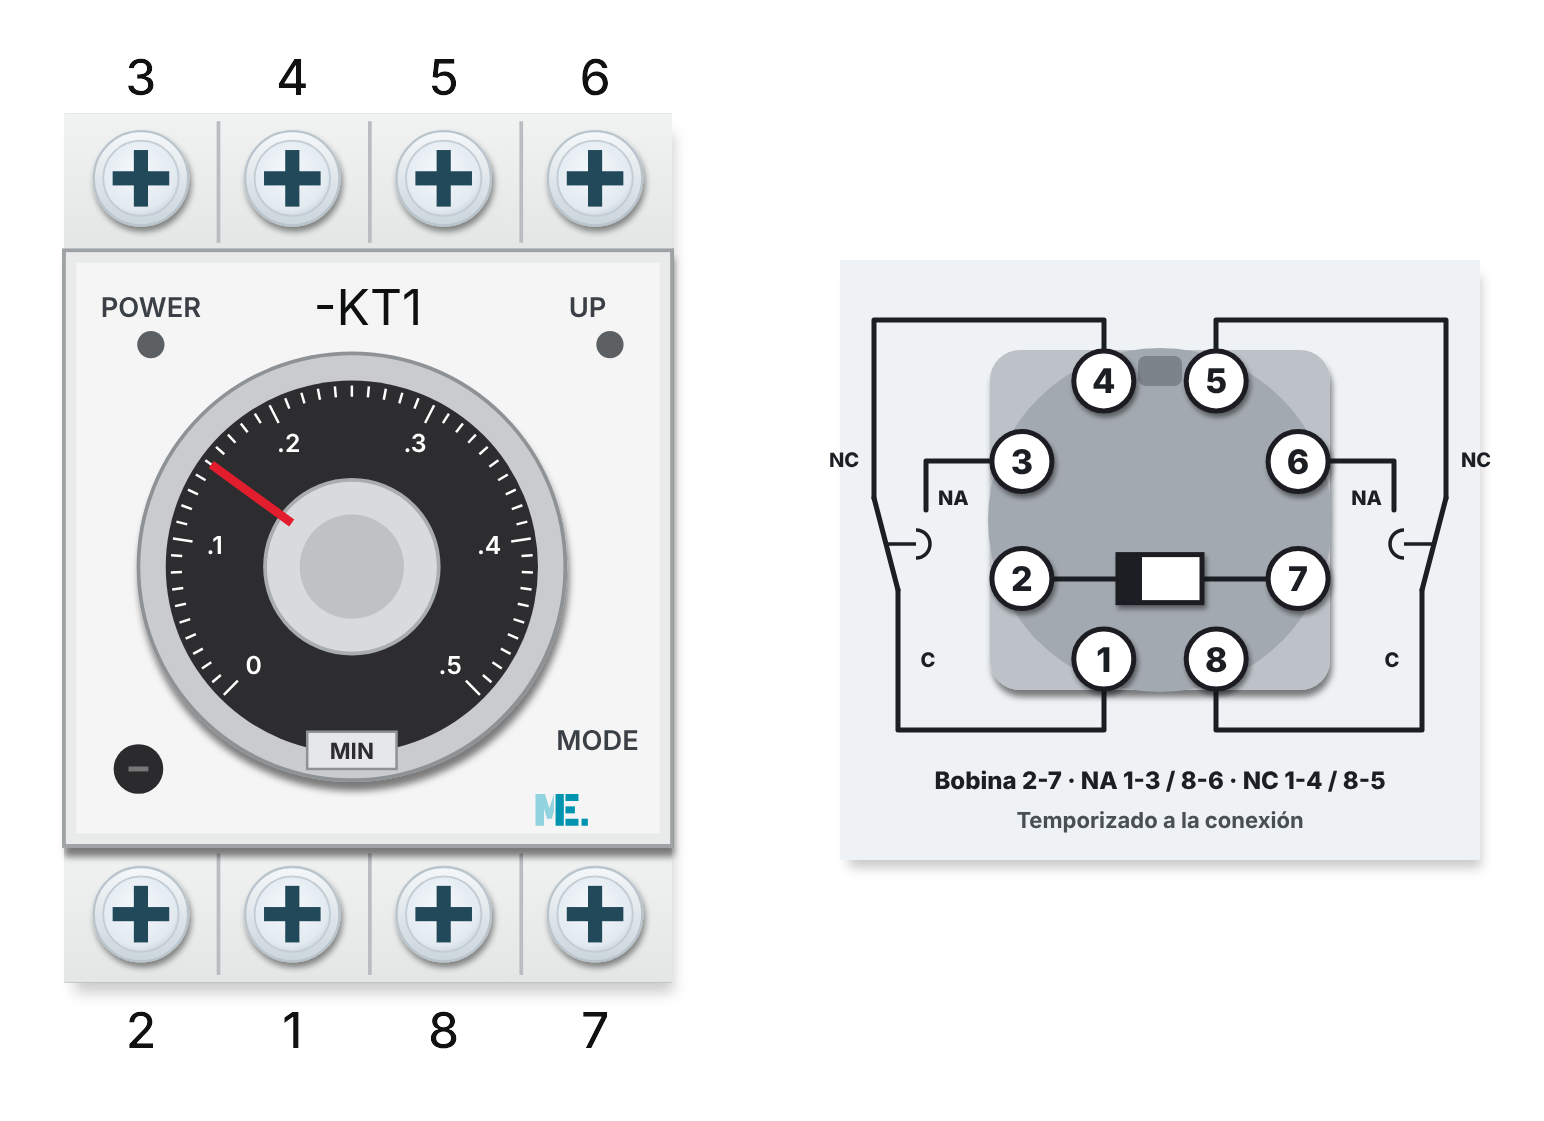 3 4 5 6
POWER -KT1 UP
.2 .3
.1 .4
0 .5
MIN
MODE
ME.
2 1 8 7
4 5
3 6
NC NA NA NC
2 7
1 8
C C
Bobina 2-7 · NA 1-3 / 8-6 · NC 1-4 / 8-5
Temporizado a la conexión